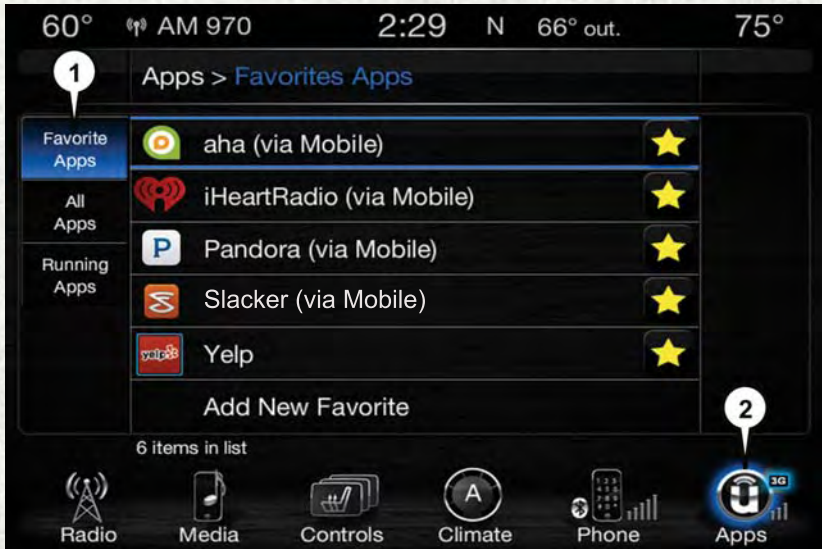 60° AM 970 2:29 N 66° out. 75°
1
Apps > Favorites Apps
Favorite
Apps
All
Apps
Running
Apps
aha (via Mobile)
iHeartRadio (via Mobile)
P Pandora (via Mobile)
Slacker (via Mobile)
yelp Yelp
Add New Favorite
6 items in list
2
A
3G
Radio Media Controls Climate Phone Apps